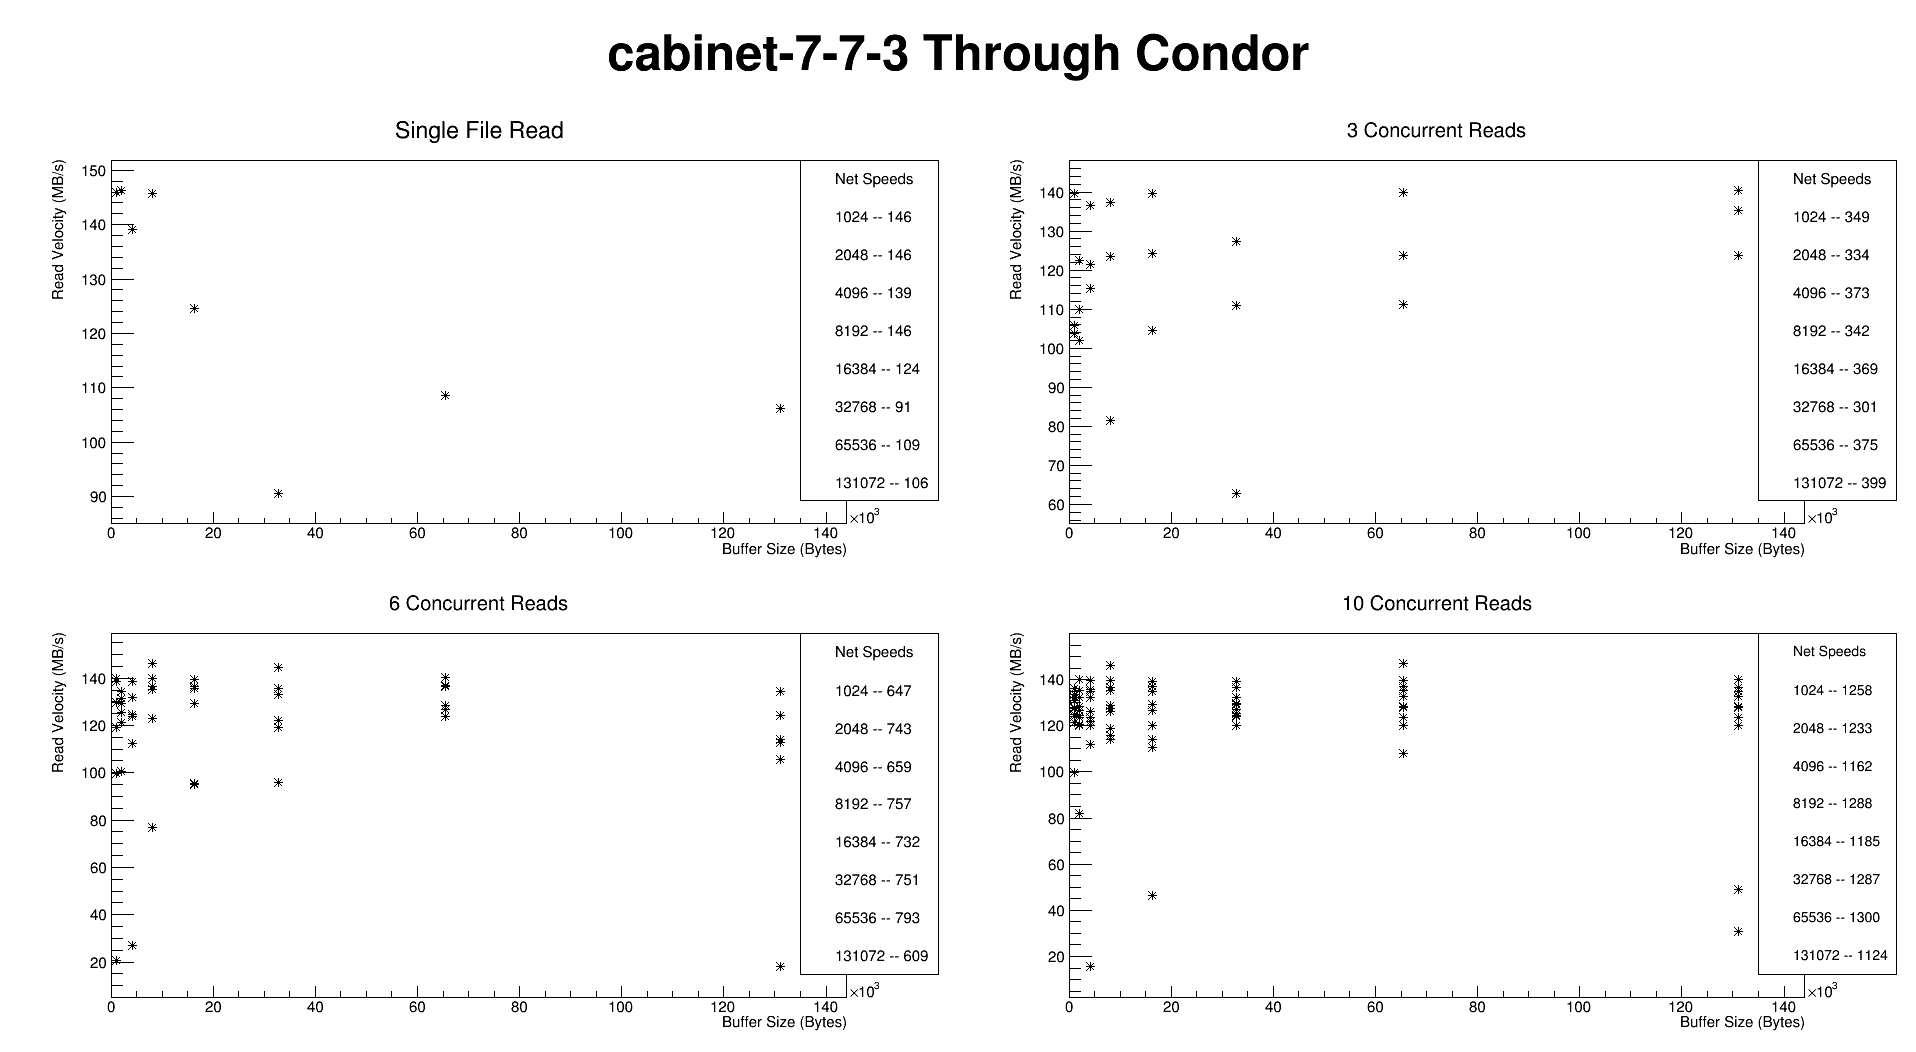 cabinet-7-7-3 Through Condor
Single File Read
Read Velocity (MB/s)
150
140
130
120
110
100
90
0 20 40 60 80 100 120 140
×10³
Buffer Size (Bytes)
Net Speeds
1024 -- 146
2048 -- 146
4096 -- 139
8192 -- 146
16384 -- 124
32768 -- 91
65536 -- 109
131072 -- 106
3 Concurrent Reads
Read Velocity (MB/s)
140
130
120
110
100
90
80
70
60
0 20 40 60 80 100 120 140
×10³
Buffer Size (Bytes)
Net Speeds
1024 -- 349
2048 -- 334
4096 -- 373
8192 -- 342
16384 -- 369
32768 -- 301
65536 -- 375
131072 -- 399
6 Concurrent Reads
Read Velocity (MB/s)
140
120
100
80
60
40
20
0 20 40 60 80 100 120 140
×10³
Buffer Size (Bytes)
Net Speeds
1024 -- 647
2048 -- 743
4096 -- 659
8192 -- 757
16384 -- 732
32768 -- 751
65536 -- 793
131072 -- 609
10 Concurrent Reads
Read Velocity (MB/s)
140
120
100
80
60
40
20
0 20 40 60 80 100 120 140
×10³
Buffer Size (Bytes)
Net Speeds
1024 -- 1258
2048 -- 1233
4096 -- 1162
8192 -- 1288
16384 -- 1185
32768 -- 1287
65536 -- 1300
131072 -- 1124